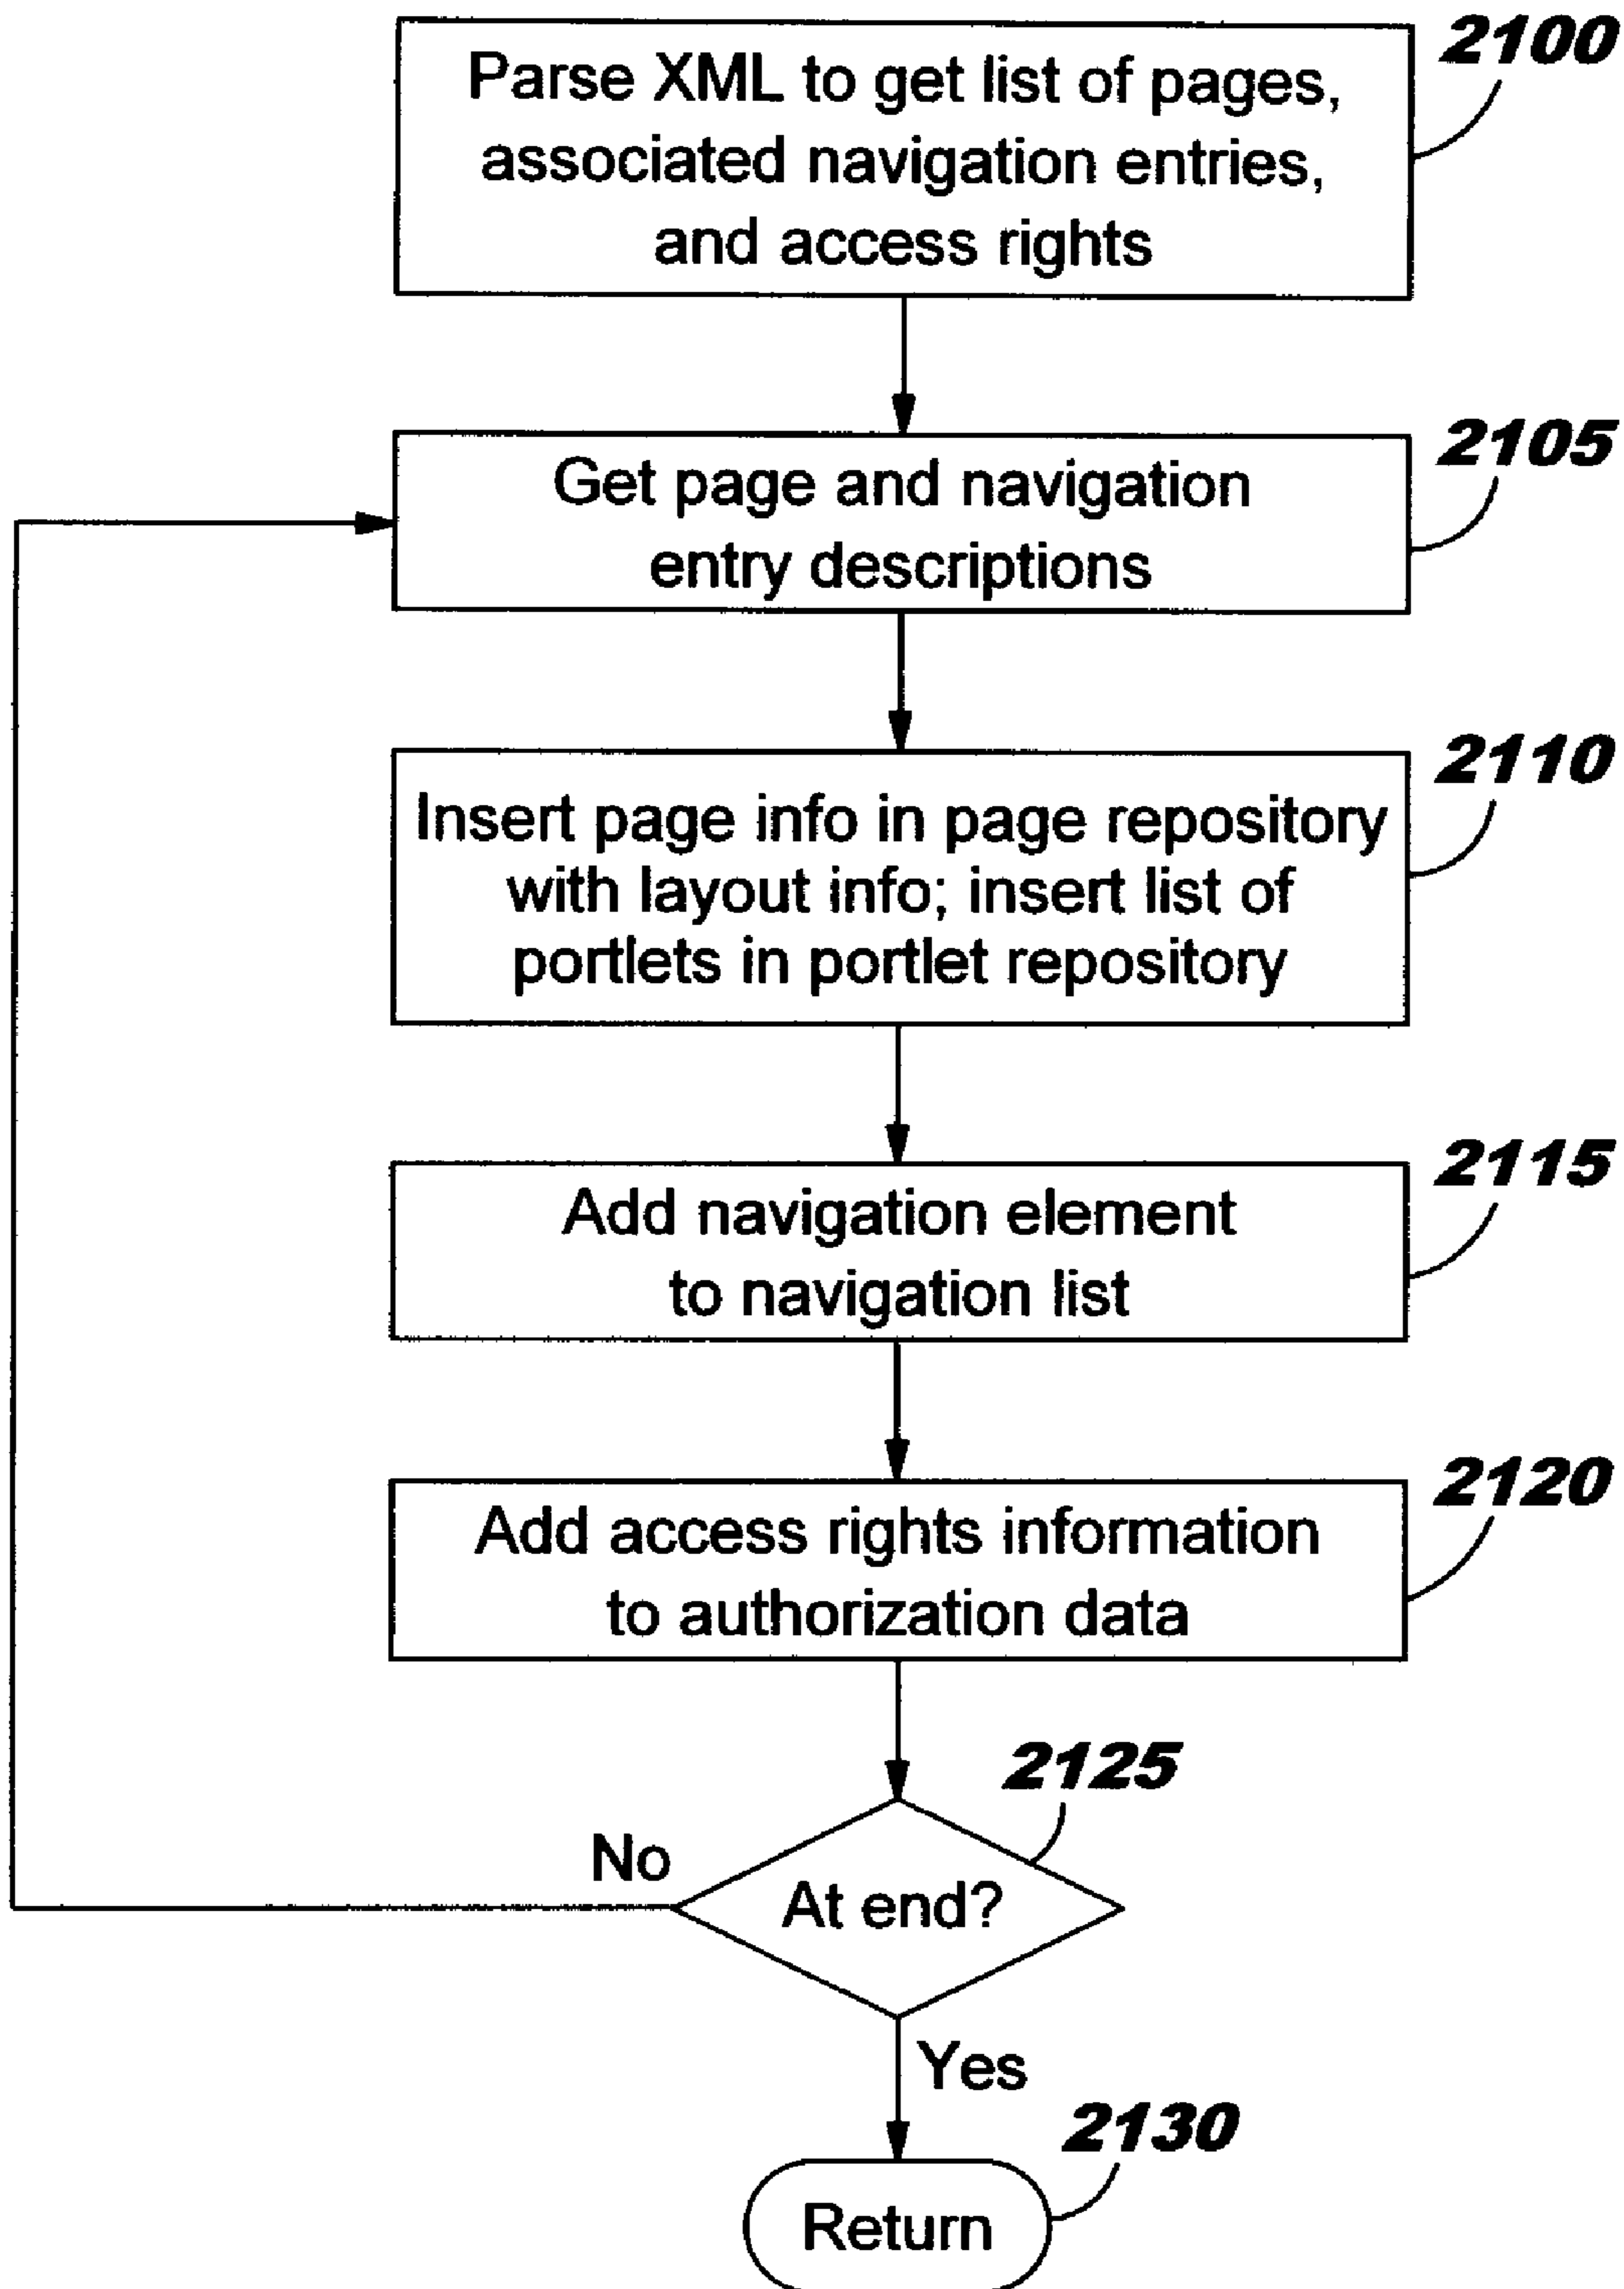 2100
Parse XML to get list of pages,
associated navigation entries,
and access rights
2105
Get page and navigation
entry descriptions
2110
Insert page info in page repository
with layout info; insert list of
portlets in portlet repository
2115
Add navigation element
to navigation list
2120
Add access rights information
to authorization data
2125
No
At end?
Yes
2130
Return